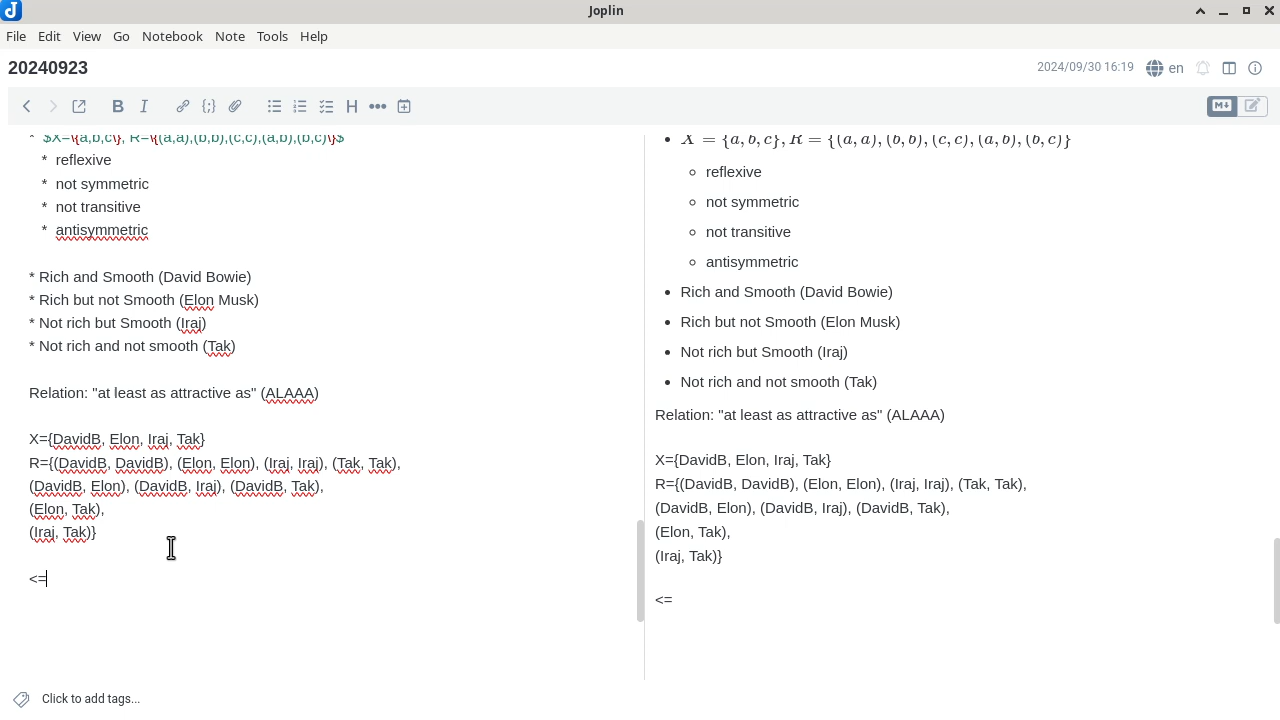 Joplin
File Edit View Go Notebook Note Tools Help
20240923
2024/09/30 16:19 en
* $X=\{a,b,c\}, R=\{(a,a),(b,b),(c,c),(a,b),(b,c)\}$
* reflexive
* not symmetric
* not transitive
* antisymmetric
* Rich and Smooth (David Bowie)
* Rich but not Smooth (Elon Musk)
* Not rich but Smooth (Iraj)
* Not rich and not smooth (Tak)
Relation: "at least as attractive as" (ALAAA)
X={DavidB, Elon, Iraj, Tak}
R={(DavidB, DavidB), (Elon, Elon), (Iraj, Iraj), (Tak, Tak),
(DavidB, Elon), (DavidB, Iraj), (DavidB, Tak),
(Elon, Tak),
(Iraj, Tak)}
<=
• X = {a, b, c}, R = {(a, a), (b, b), (c, c), (a, b), (b, c)}
◦ reflexive
◦ not symmetric
◦ not transitive
◦ antisymmetric
• Rich and Smooth (David Bowie)
• Rich but not Smooth (Elon Musk)
• Not rich but Smooth (Iraj)
• Not rich and not smooth (Tak)
Relation: "at least as attractive as" (ALAAA)
X={DavidB, Elon, Iraj, Tak}
R={(DavidB, DavidB), (Elon, Elon), (Iraj, Iraj), (Tak, Tak),
(DavidB, Elon), (DavidB, Iraj), (DavidB, Tak),
(Elon, Tak),
(Iraj, Tak)}
<=
Click to add tags...